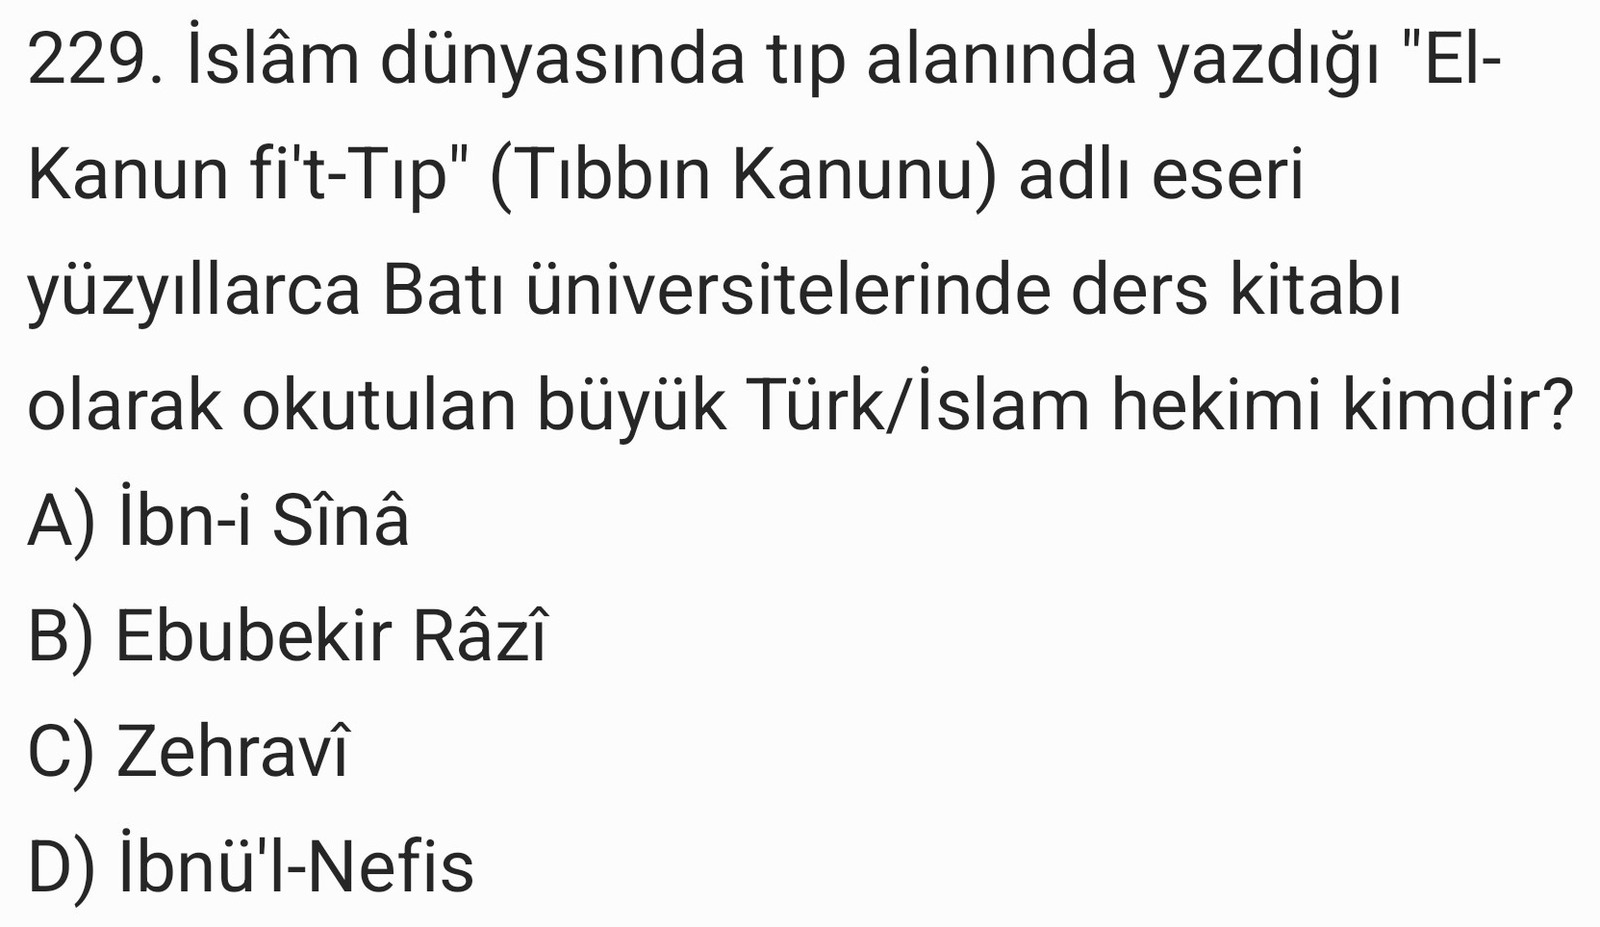 229. İslâm dünyasında tıp alanında yazdığı "El-
Kanun fi't-Tıp" (Tıbbın Kanunu) adlı eseri
yüzyıllarca Batı üniversitelerinde ders kitabı
olarak okutulan büyük Türk/İslam hekimi kimdir?
A) İbn-i Sînâ
B) Ebubekir Râzî
C) Zehravî
D) İbnü'l-Nefis